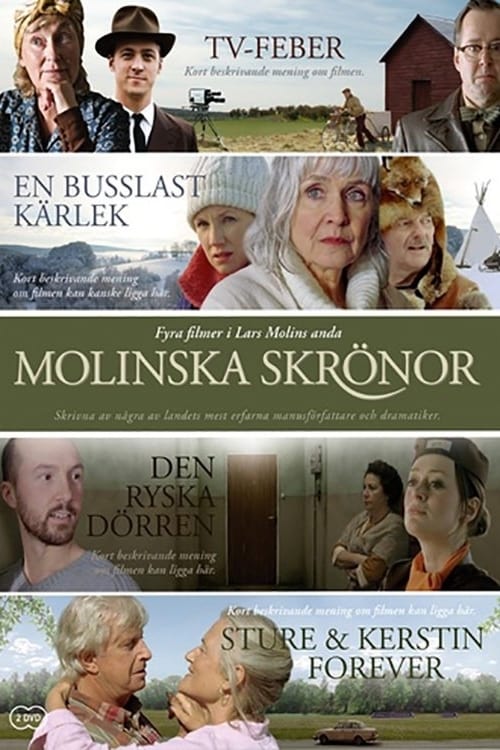 TV-FEBER
Kort beskrivande mening om filmen.
EN BUSSLAST
KÄRLEK
Kort beskrivande mening
om filmen kan kanske ligga här.
Fyra filmer i Lars Molins anda
MOLINSKA SKRÖNOR
Skrivna av några av landets mest erfarna manusförfattare och dramatiker.
DEN
RYSKA
DÖRREN
Kort beskrivande mening
om filmen kan ligga här.
Kort beskrivande mening om filmen kan ligga här.
STURE & KERSTIN
FOREVER
2 DVD